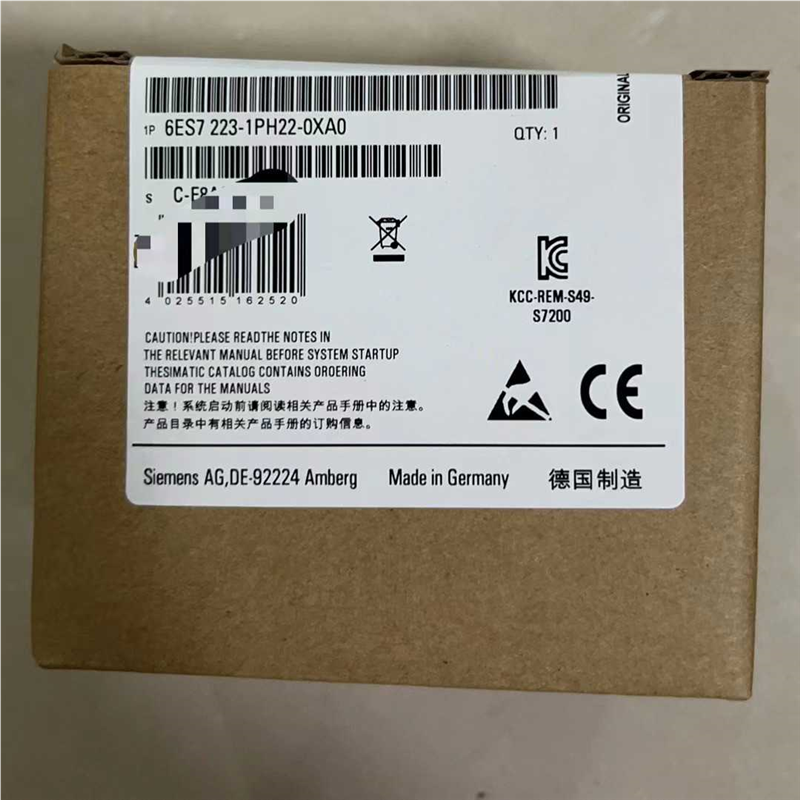 1P 6ES7 223-1PH22-0XA0
QTY: 1
ORIGINAL
S C-E8A
P
4 025515 162520
KCC-REM-S49-
S7200
CAUTION!PLEASE READTHE NOTES IN
THE RELEVANT MANUAL BEFORE SYSTEM STARTUP
THESIMATIC CATALOG CONTAINS ORDERING
DATA FOR THE MANUALS
注意！系统启动前请阅读相关产品手册中的注意。
产品目录中有相关产品手册的订购信息。
CE
Siemens AG,DE-92224 Amberg Made in Germany 德国制造